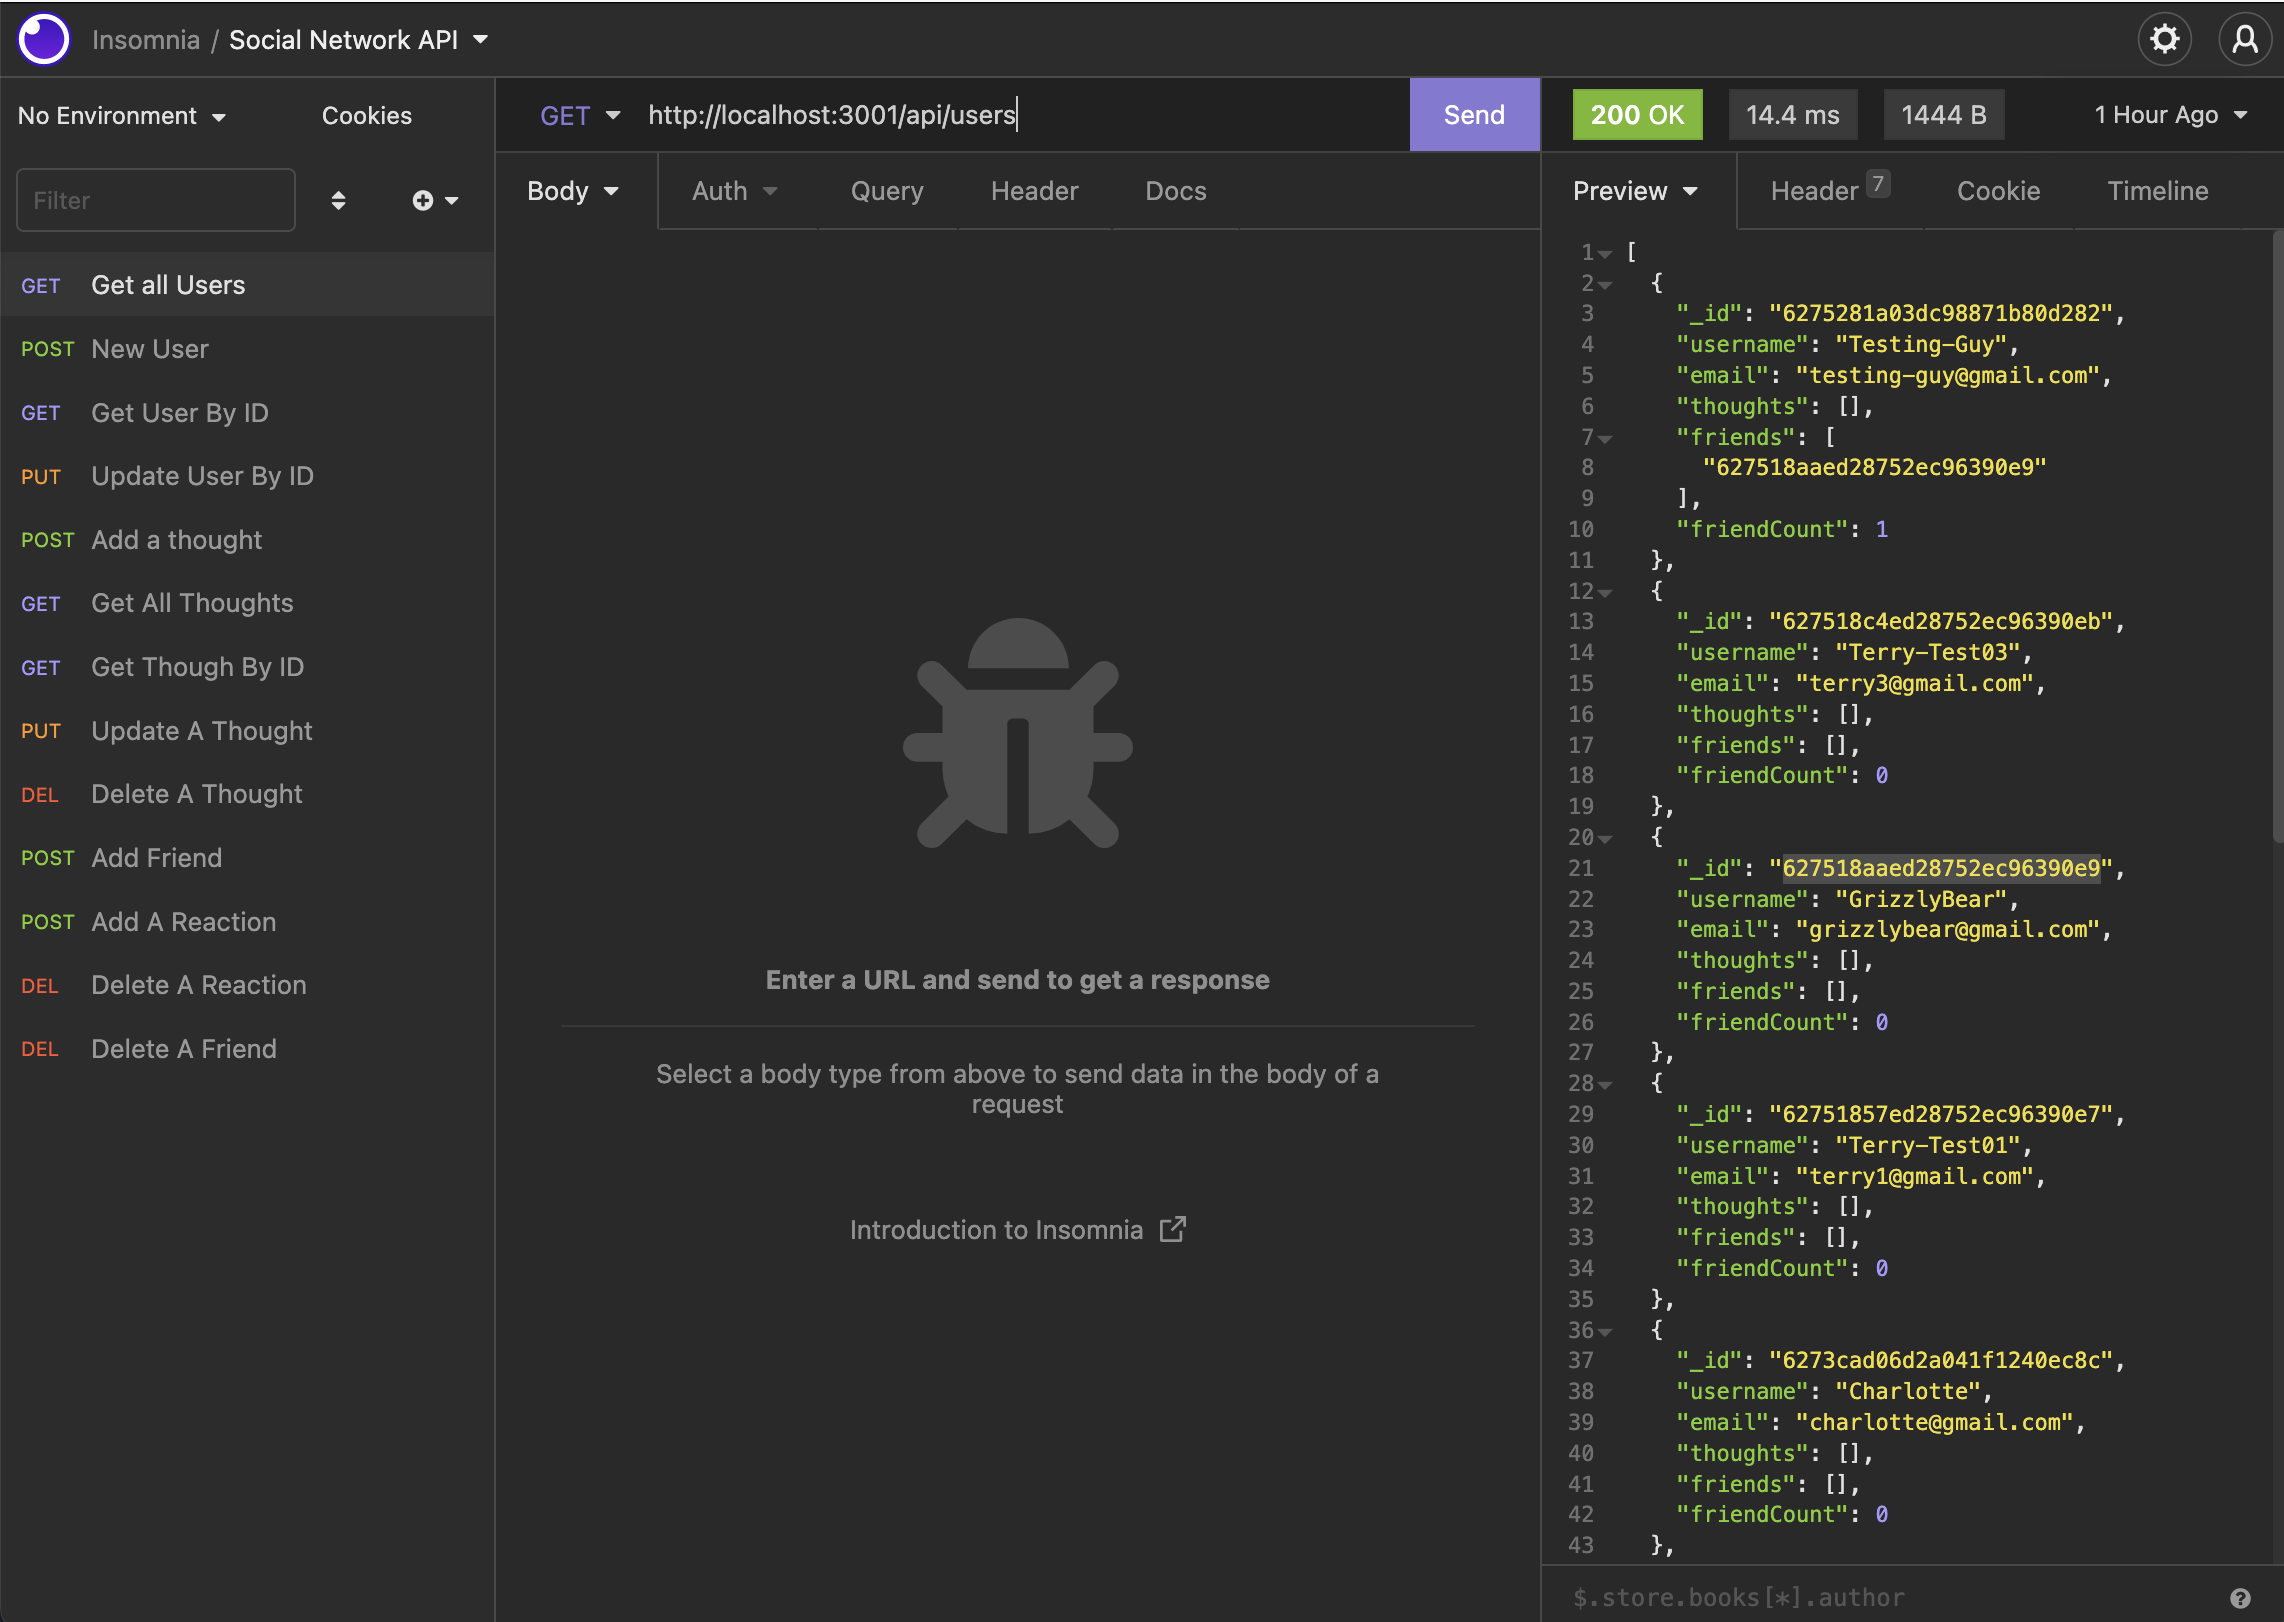 Insomnia / Social Network API
No Environment
Cookies
Filter
GET Get all Users
POST New User
GET Get User By ID
PUT Update User By ID
POST Add a thought
GET Get All Thoughts
GET Get Though By ID
PUT Update A Thought
DEL Delete A Thought
POST Add Friend
POST Add A Reaction
DEL Delete A Reaction
DEL Delete A Friend
GET http://localhost:3001/api/users
Send
Body Auth Query Header Docs
Enter a URL and send to get a response
Select a body type from above to send data in the body of a
request
Introduction to Insomnia
200 OK 14.4 ms 1444 B 1 Hour Ago
Preview Header 7 Cookie Timeline
1 [
2 {
3 "_id": "6275281a03dc98871b80d282",
4 "username": "Testing-Guy",
5 "email": "testing-guy@gmail.com",
6 "thoughts": [],
7 "friends": [
8 "627518aaed28752ec96390e9"
9 ],
10 "friendCount": 1
11 },
12 {
13 "_id": "627518c4ed28752ec96390eb",
14 "username": "Terry-Test03",
15 "email": "terry3@gmail.com",
16 "thoughts": [],
17 "friends": [],
18 "friendCount": 0
19 },
20 {
21 "_id": "627518aaed28752ec96390e9",
22 "username": "GrizzlyBear",
23 "email": "grizzlybear@gmail.com",
24 "thoughts": [],
25 "friends": [],
26 "friendCount": 0
27 },
28 {
29 "_id": "62751857ed28752ec96390e7",
30 "username": "Terry-Test01",
31 "email": "terry1@gmail.com",
32 "thoughts": [],
33 "friends": [],
34 "friendCount": 0
35 },
36 {
37 "_id": "6273cad06d2a041f1240ec8c",
38 "username": "Charlotte",
39 "email": "charlotte@gmail.com",
40 "thoughts": [],
41 "friends": [],
42 "friendCount": 0
43 },
$.store.books[*].author